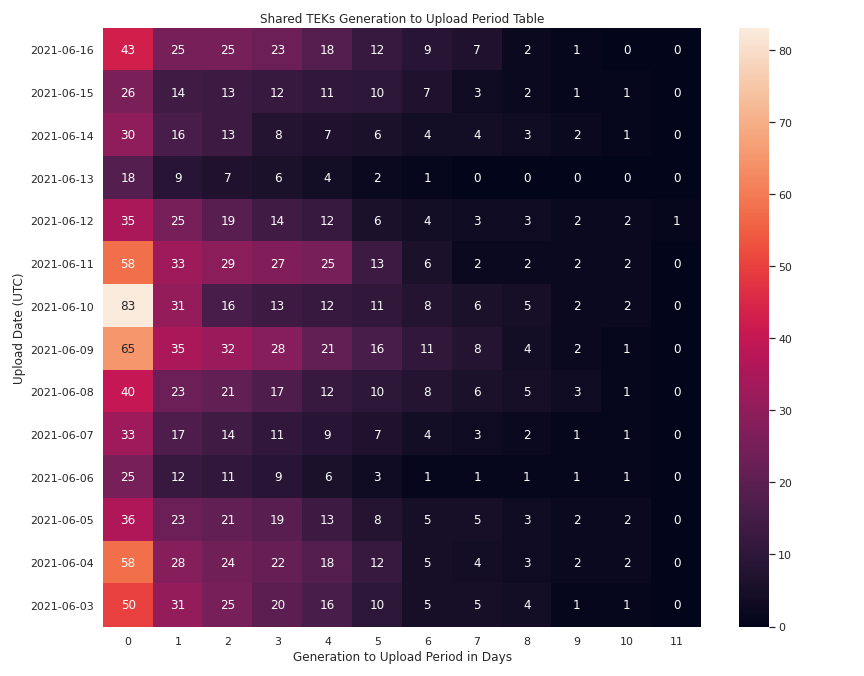 Shared TEKs Generation to Upload Period Table
2021-06-16 43 25 25 23 18 12 9 7 2 1 0 0
2021-06-15 26 14 13 12 11 10 7 3 2 1 1 0
2021-06-14 30 16 13 8 7 6 4 4 3 2 1 0
2021-06-13 18 9 7 6 4 2 1 0 0 0 0 0
2021-06-12 35 25 19 14 12 6 4 3 3 2 2 1
2021-06-11 58 33 29 27 25 13 6 2 2 2 2 0
2021-06-10 83 31 16 13 12 11 8 6 5 2 2 0
2021-06-09 65 35 32 28 21 16 11 8 4 2 1 0
2021-06-08 40 23 21 17 12 10 8 6 5 3 1 0
2021-06-07 33 17 14 11 9 7 4 3 2 1 1 0
2021-06-06 25 12 11 9 6 3 1 1 1 1 1 0
2021-06-05 36 23 21 19 13 8 5 5 3 2 2 0
2021-06-04 58 28 24 22 18 12 5 4 3 2 2 0
2021-06-03 50 31 25 20 16 10 5 5 4 1 1 0
0 1 2 3 4 5 6 7 8 9 10 11
Generation to Upload Period in Days
Upload Date (UTC)
80
70
60
50
40
30
20
10
0